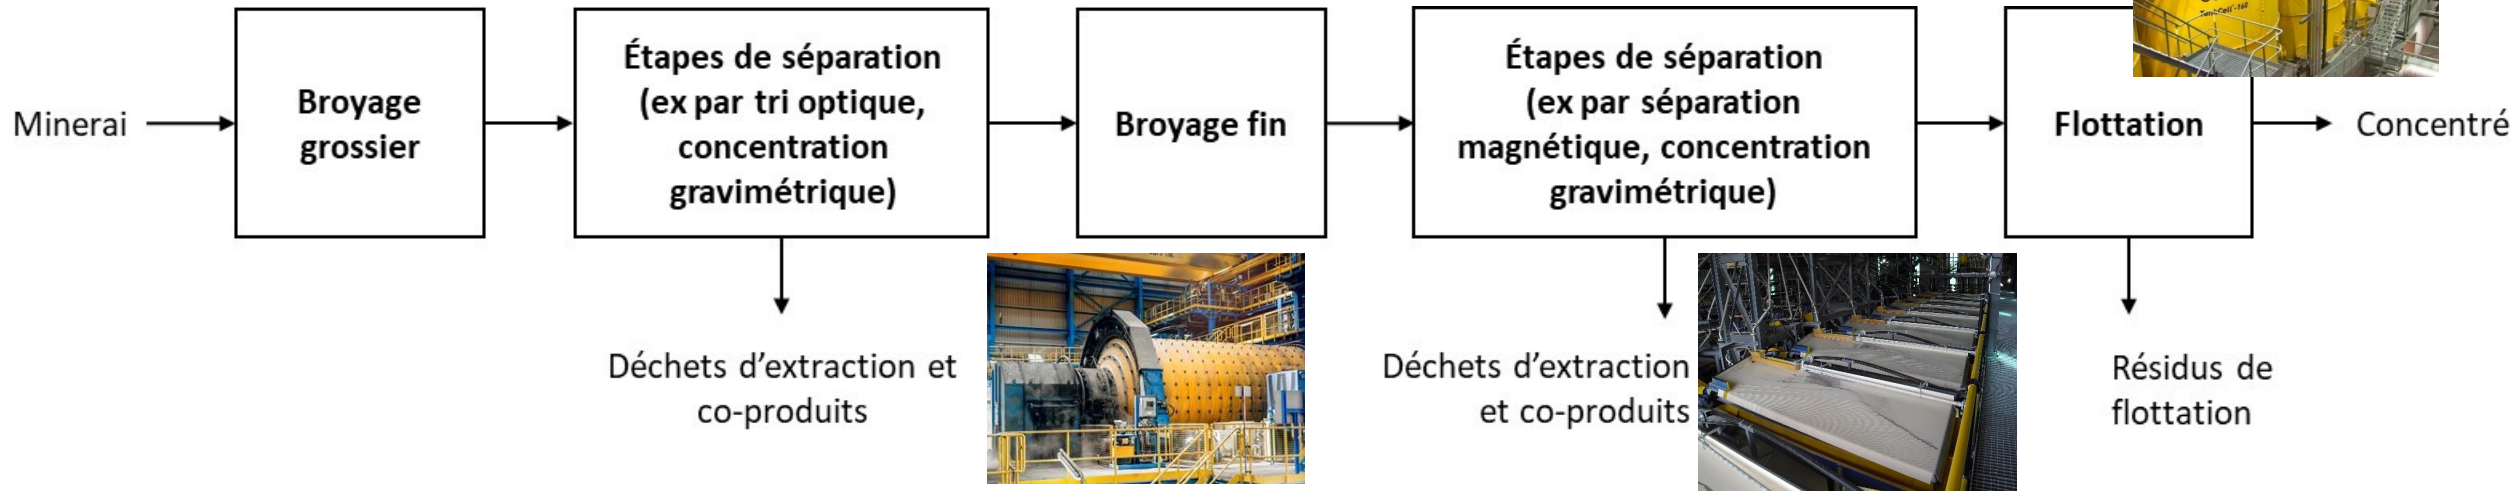 Minerai
Broyage
grossier
Étapes de séparation
(ex par tri optique,
concentration
gravimétrique)
Broyage fin
Étapes de séparation
(ex par séparation
magnétique, concentration
gravimétrique)
Flottation
Concentré
Déchets d’extraction et
co-produits
Déchets d’extraction
et co-produits
Résidus de
flottation
TankCell®-160